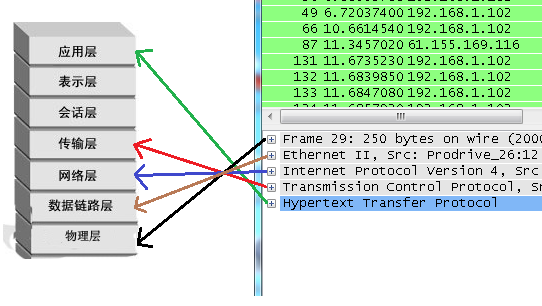 应用层
表示层
会话层
传输层
网络层
数据链路层
物理层
49 6.72037400 192.168.1.102
66 10.6614540 192.168.1.102
87 11.3457020 61.155.169.116
131 11.6735230 192.168.1.102
132 11.6839850 192.168.1.102
133 11.6847080 192.168.1.102
Frame 29: 250 bytes on wire (2000
Ethernet II, Src: Prodrive_26:12
Internet Protocol Version 4, Src
Transmission Control Protocol, Sr
Hypertext Transfer Protocol